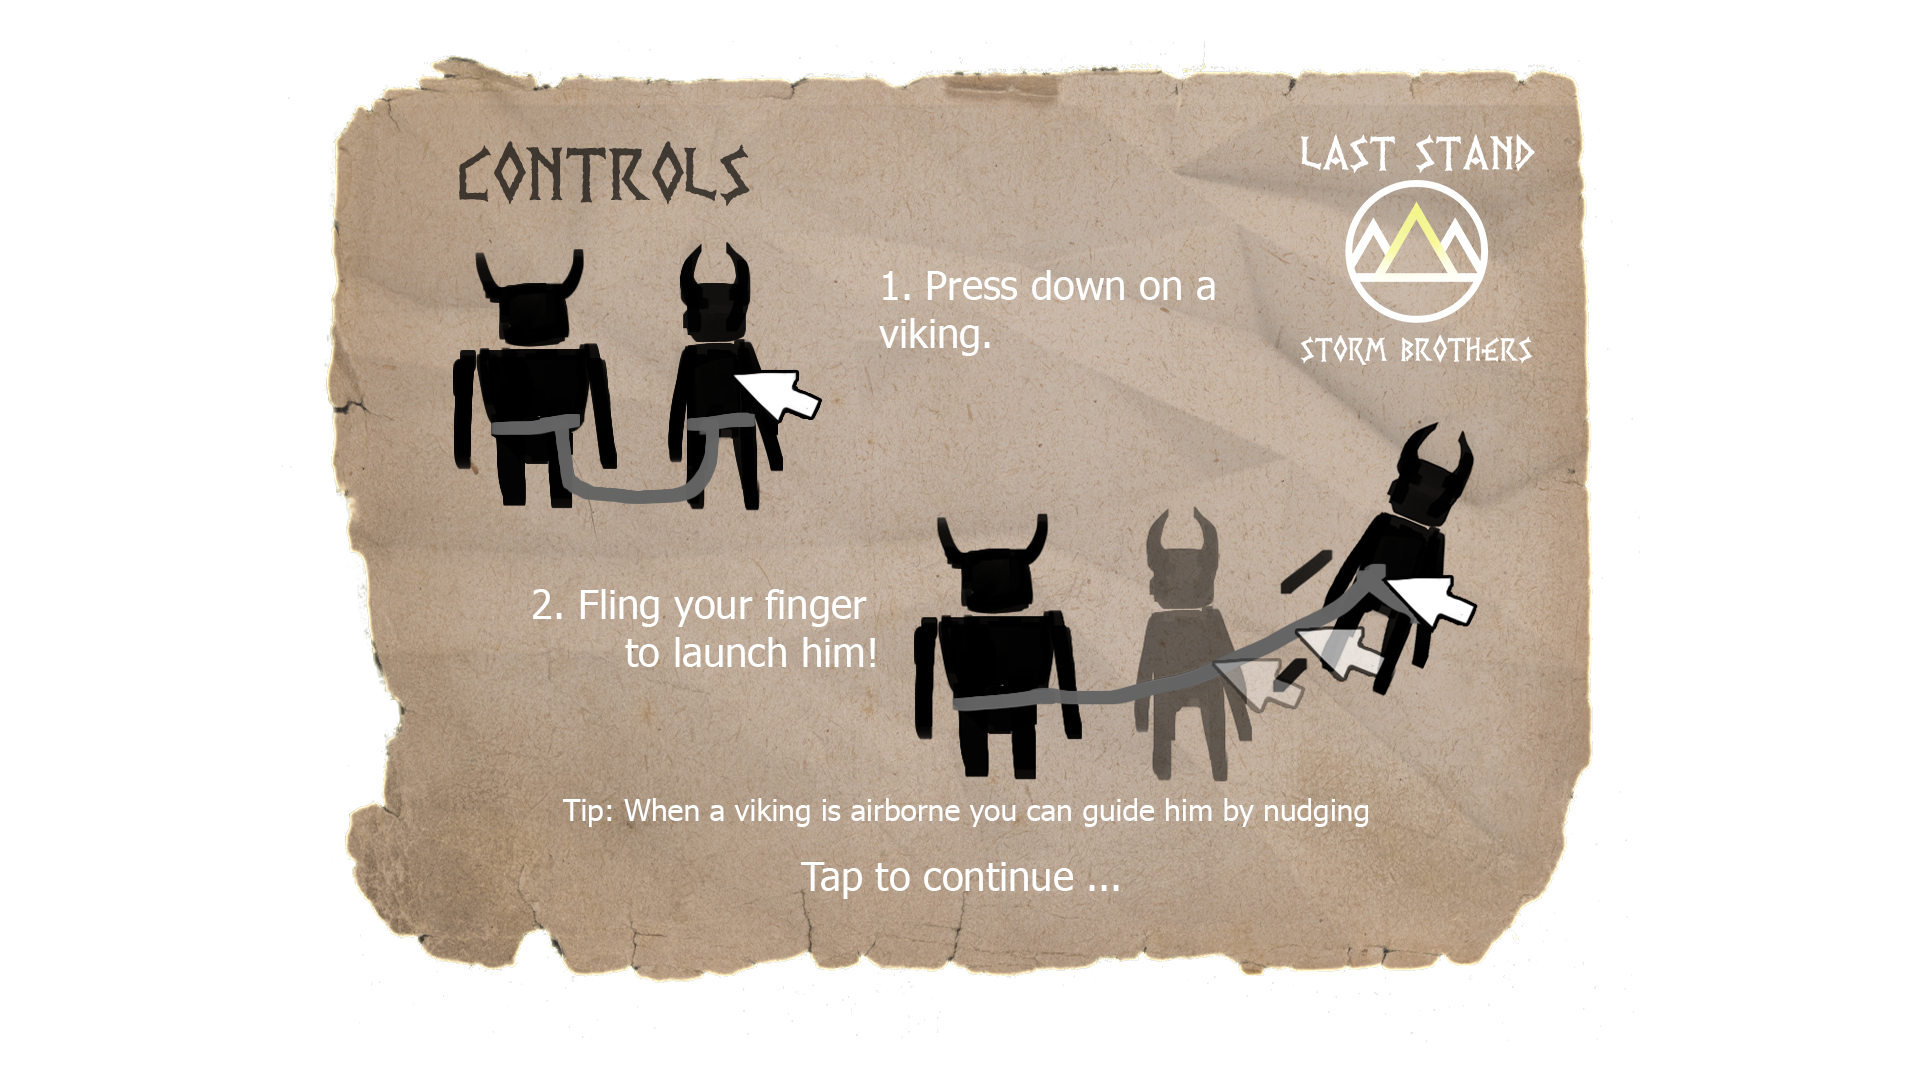 CONTROLS
LAST STAND
STORM BROTHERS
1. Press down on a
viking.
2. Fling your finger
to launch him!
Tip: When a viking is airborne you can guide him by nudging
Tap to continue ...